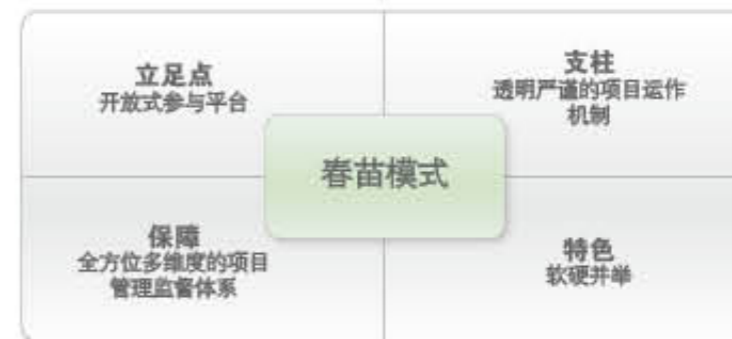 立足点
开放式参与平台
支柱
透明严谨的项目运作
机制
春苗模式
保障
全方位多维度的项目
管理监督体系
特色
软硬并举